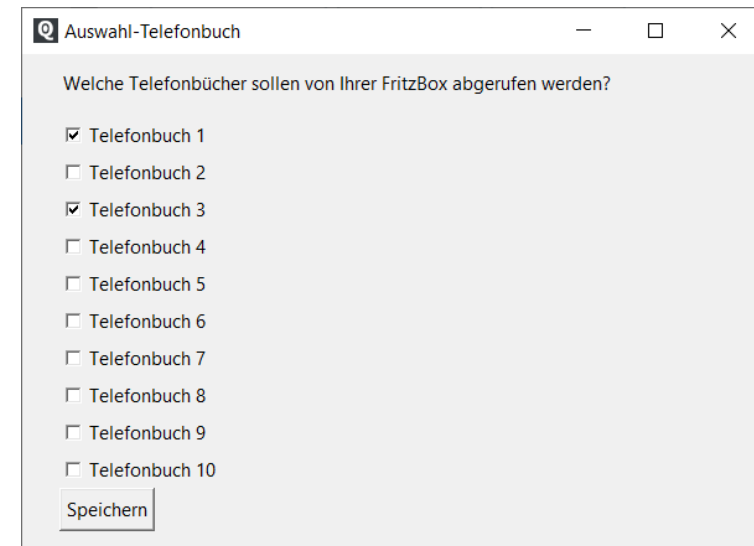 Auswahl-Telefonbuch
Welche Telefonbücher sollen von Ihrer FritzBox abgerufen werden?
Telefonbuch 1
Telefonbuch 2
Telefonbuch 3
Telefonbuch 4
Telefonbuch 5
Telefonbuch 6
Telefonbuch 7
Telefonbuch 8
Telefonbuch 9
Telefonbuch 10
Speichern